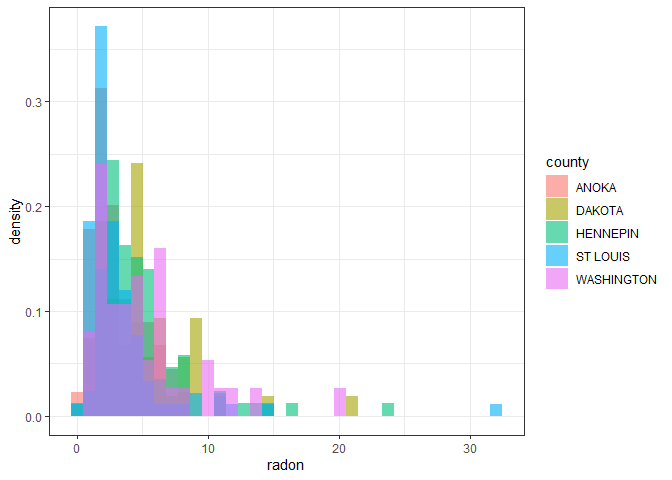 county
ANOKA
DAKOTA
HENNEPIN
ST LOUIS
WASHINGTON
density
0.3
0.2
0.1
0.0
0
10
20
30
radon